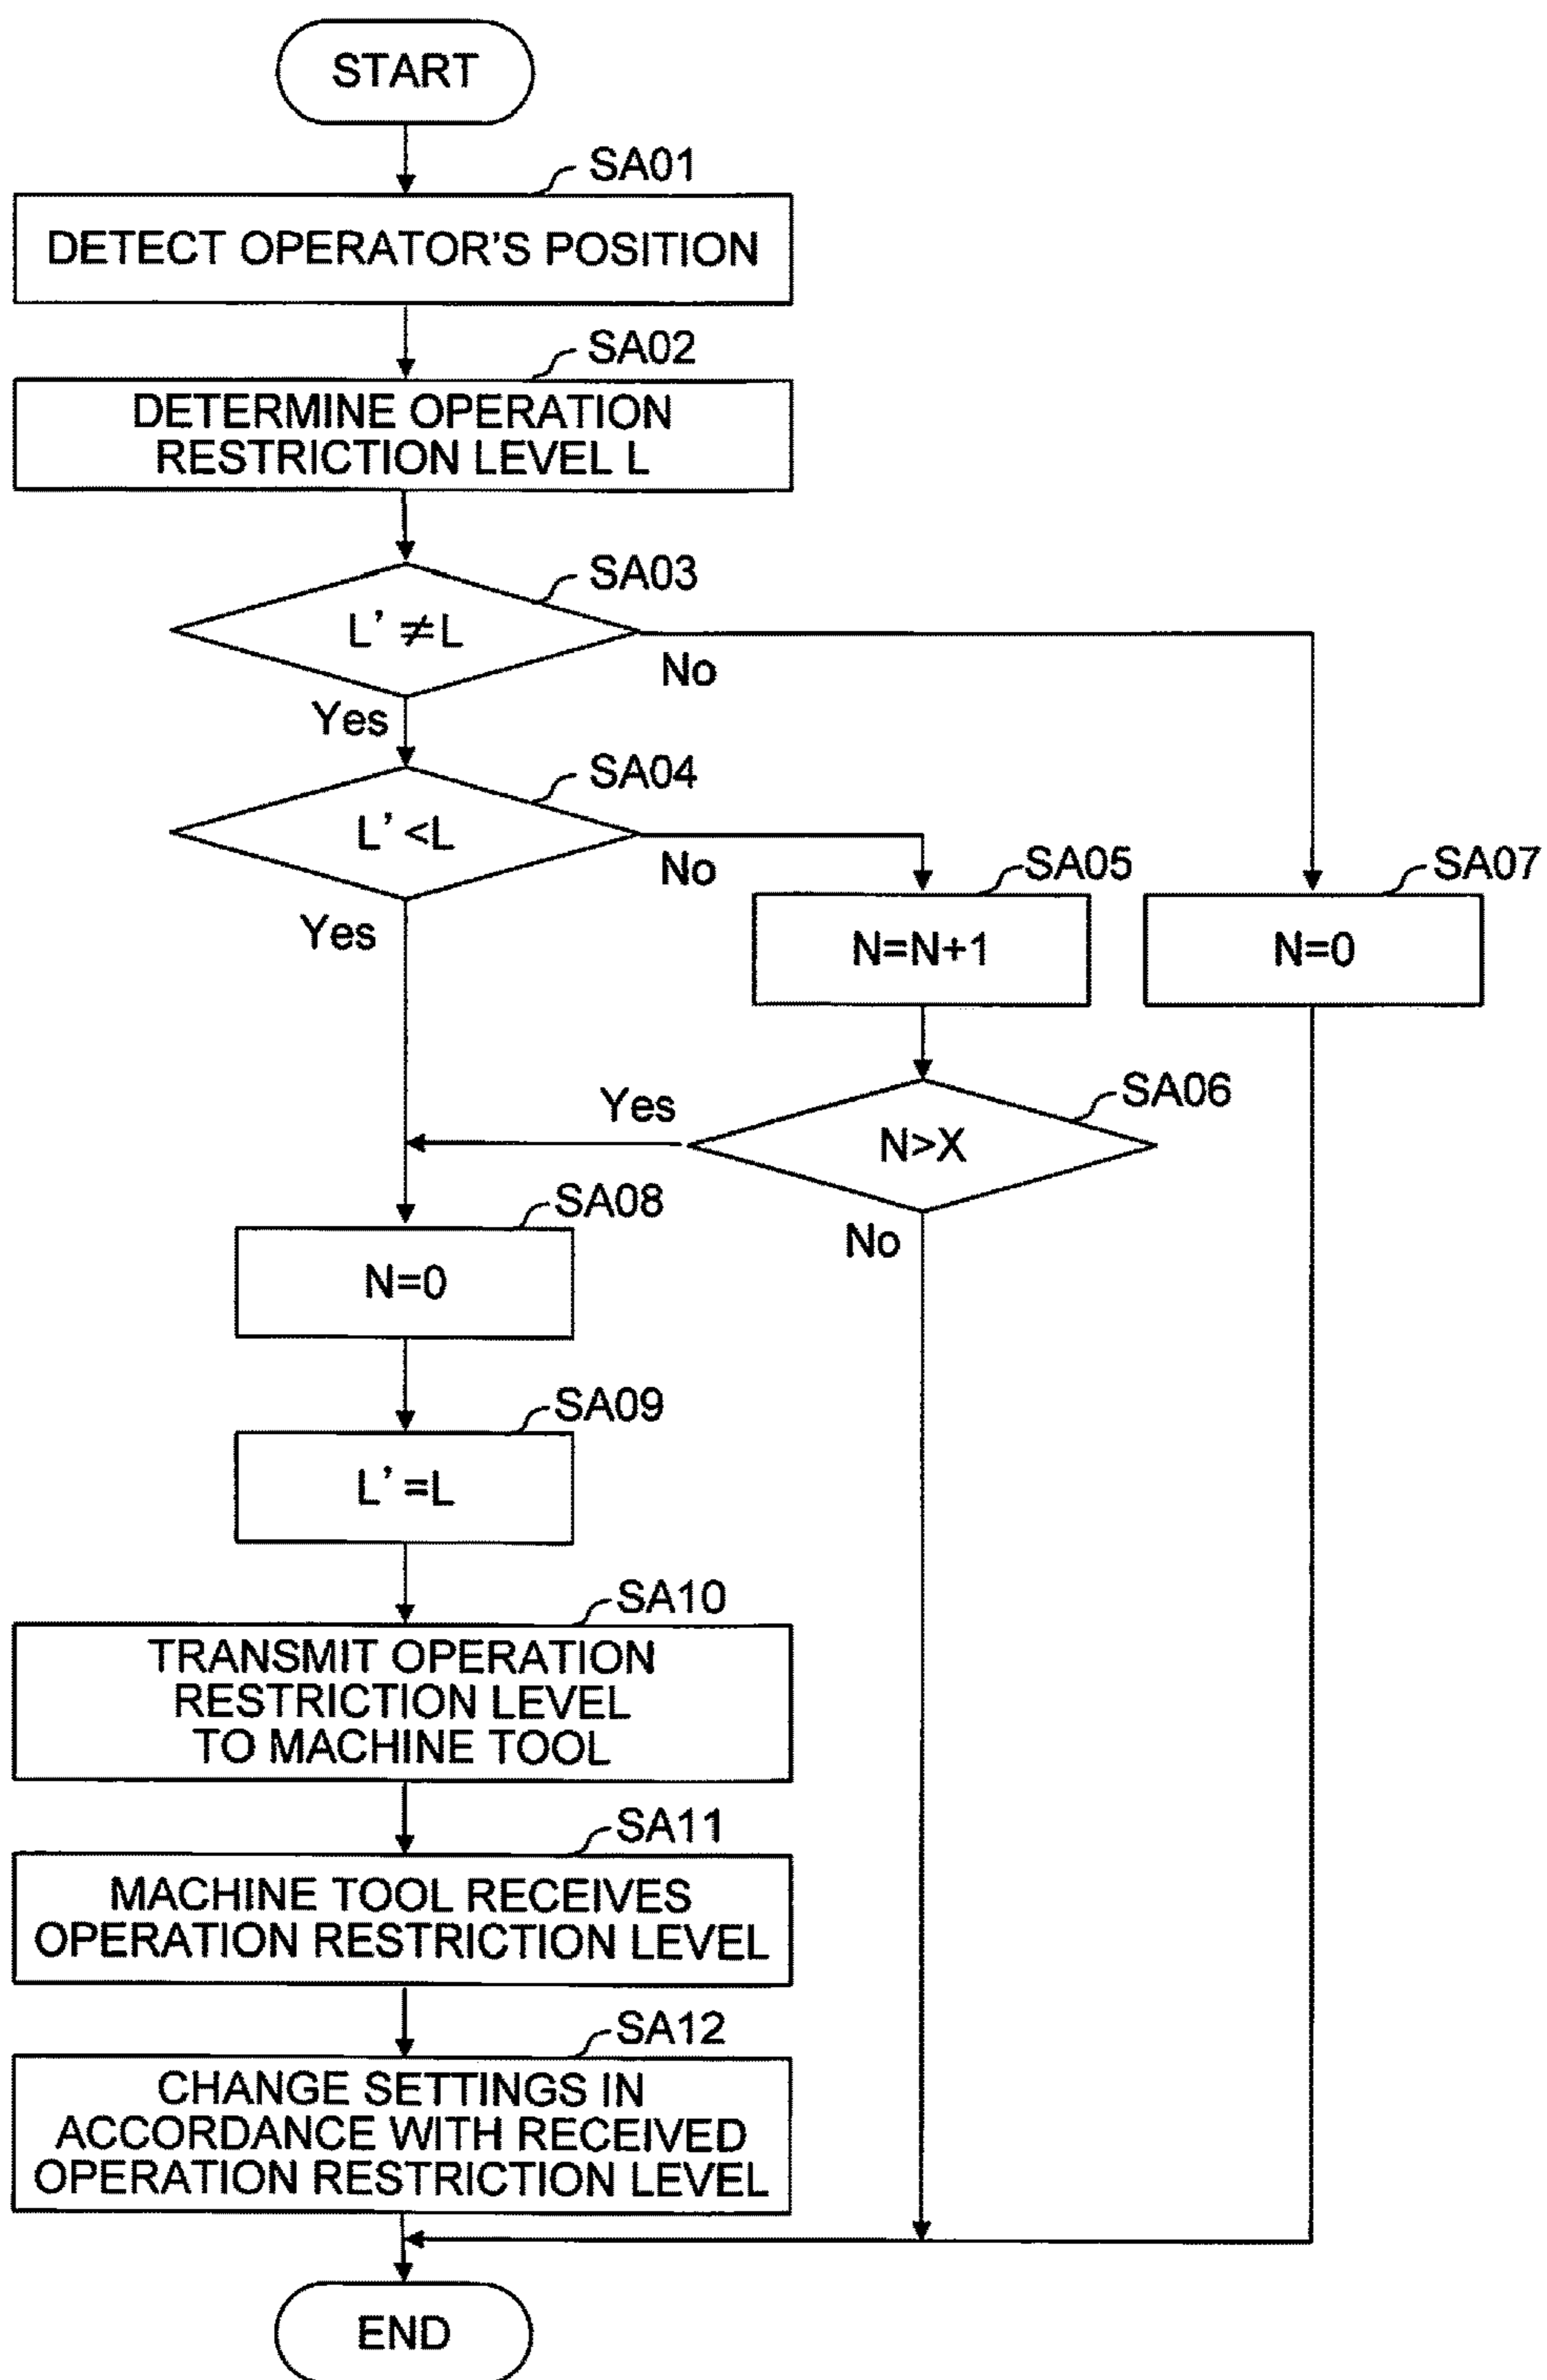 START
SA01
DETECT OPERATOR'S POSITION
SA02
DETERMINE OPERATION
RESTRICTION LEVEL L
SA03
L' ≠ L
No
Yes
SA04
L' <L
No
Yes
SA05
N=N+1
SA07
N=0
SA06
N>X
Yes
No
SA08
N=0
SA09
L' =L
SA10
TRANSMIT OPERATION
RESTRICTION LEVEL
TO MACHINE TOOL
SA11
MACHINE TOOL RECEIVES
OPERATION RESTRICTION LEVEL
SA12
CHANGE SETTINGS IN
ACCORDANCE WITH RECEIVED
OPERATION RESTRICTION LEVEL
END